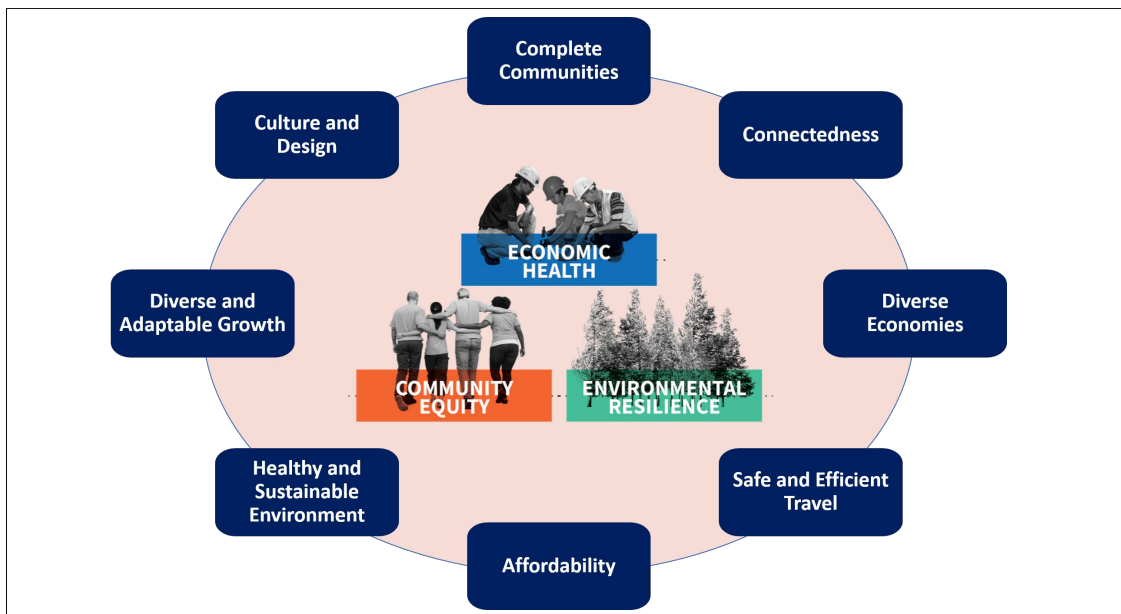 Complete
Communities
Culture and
Design
Connectedness
ECONOMIC
HEALTH
Diverse and
Adaptable Growth
Diverse
Economies
COMMUNITY
EQUITY
ENVIRONMENTAL
RESILIENCE
Healthy and
Sustainable
Environment
Safe and Efficient
Travel
Affordability